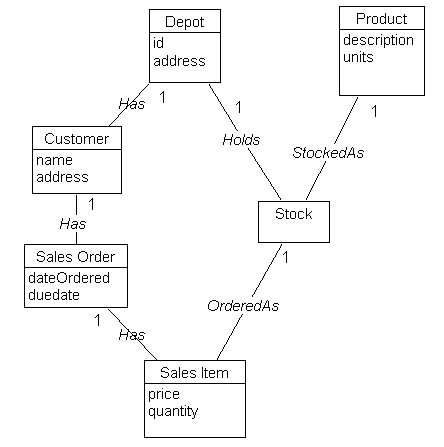 Depot
id
address
Product
description
units
Has
1
1
Holds
1
StockedAs
Customer
name
address
1
Has
Stock
1
Sales Order
dateOrdered
duedate
1
Has
OrderedAs
Sales Item
price
quantity